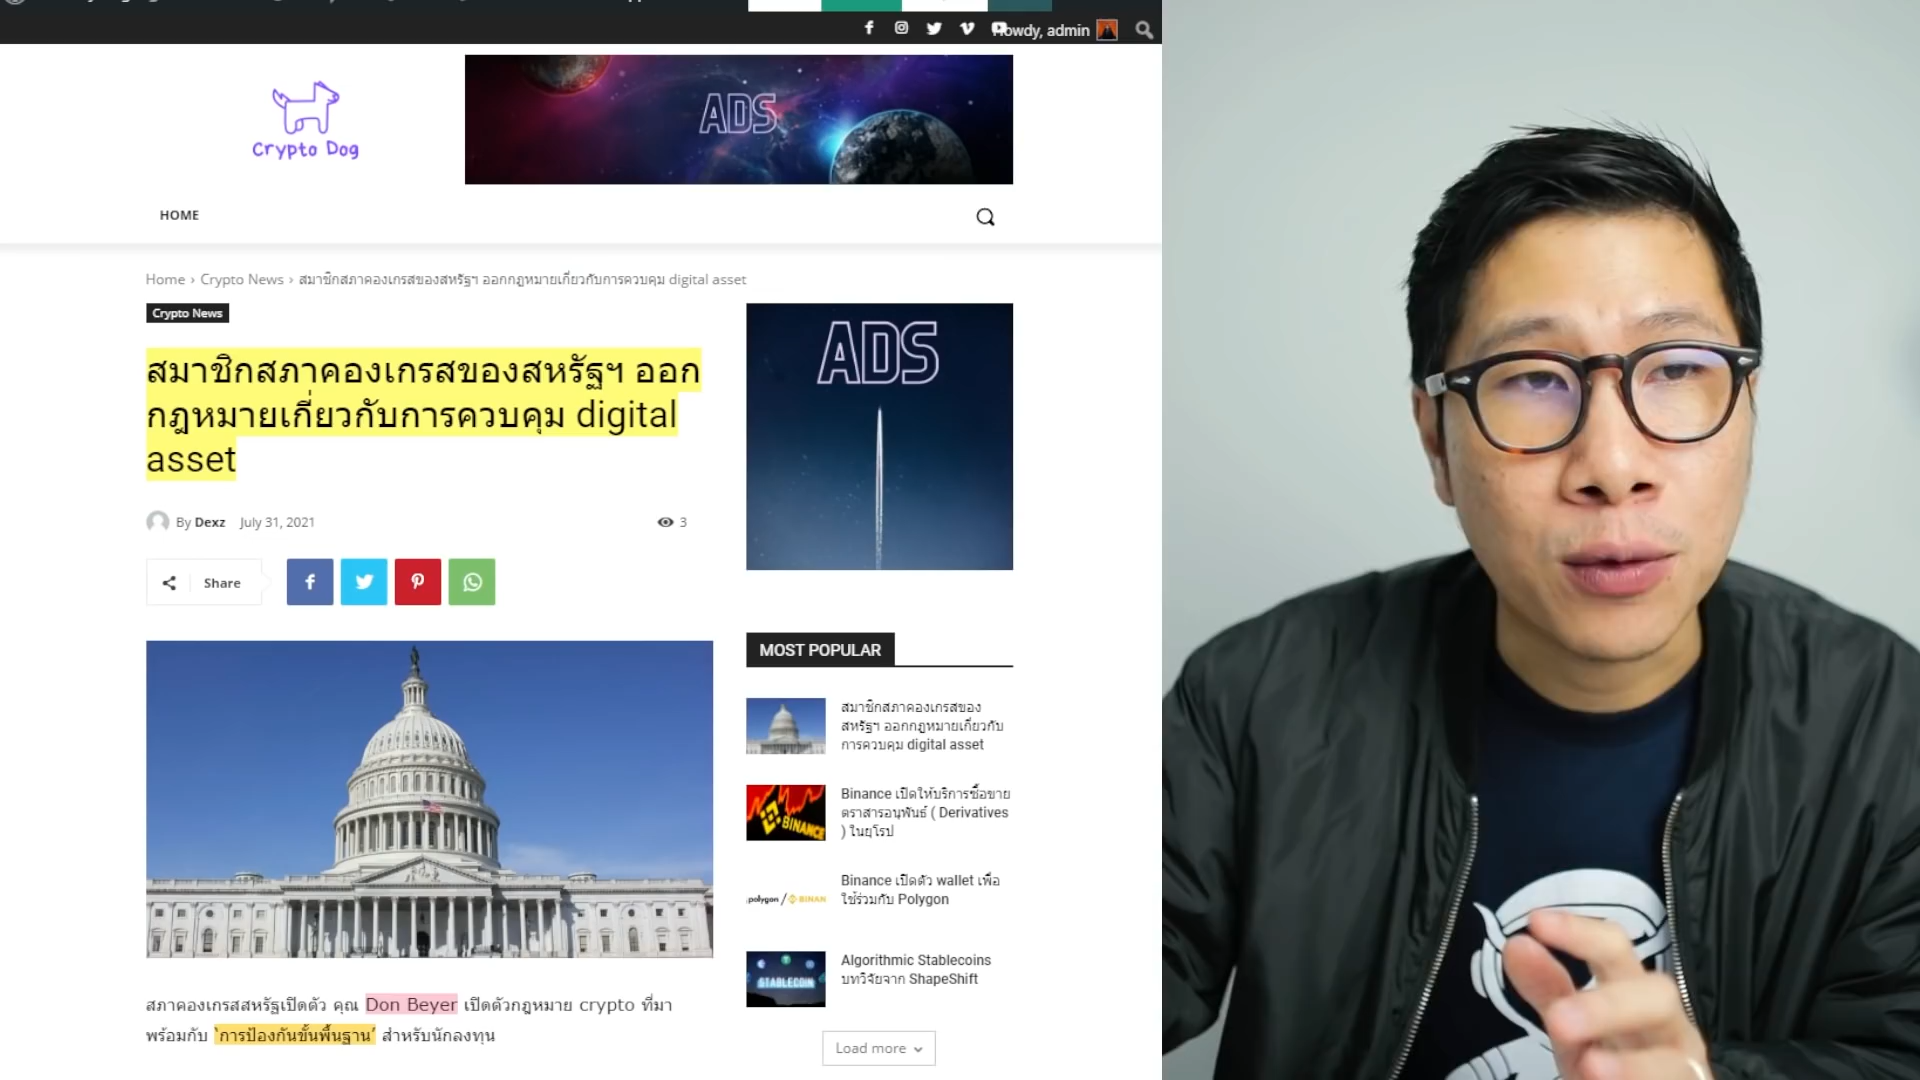 Howdy, admin
Crypto Dog
ADS
HOME
Home › Crypto News › สมาชิกสภาคองเกรสของสหรัฐฯ ออกกฎหมายเกี่ยวกับการควบคุม digital asset
Crypto News
สมาชิกสภาคองเกรสของสหรัฐฯ ออก
กฎหมายเกี่ยวกับการควบคุม digital
asset
By Dexz July 31, 2021
3
Share
สภาคองเกรสสหรัฐเปิดตัว คุณ Don Beyer เปิดตัวกฎหมาย crypto ที่มา
พร้อมกับ 'การป้องกันขั้นพื้นฐาน' สำหรับนักลงทุน
ADS
MOST POPULAR
สมาชิกสภาคองเกรสของ
สหรัฐฯ ออกกฎหมายเกี่ยวกับ
การควบคุม digital asset
BINANCE
Binance เปิดให้บริการซื้อขาย
ตราสารอนุพันธ์ ( Derivatives
) ในยุโรป
polygon / BINAN
Binance เปิดตัว wallet เพื่อ
ใช้ร่วมกับ Polygon
STABLECOIN
Algorithmic Stablecoins
บทวิจัยจาก ShapeShift
Load more